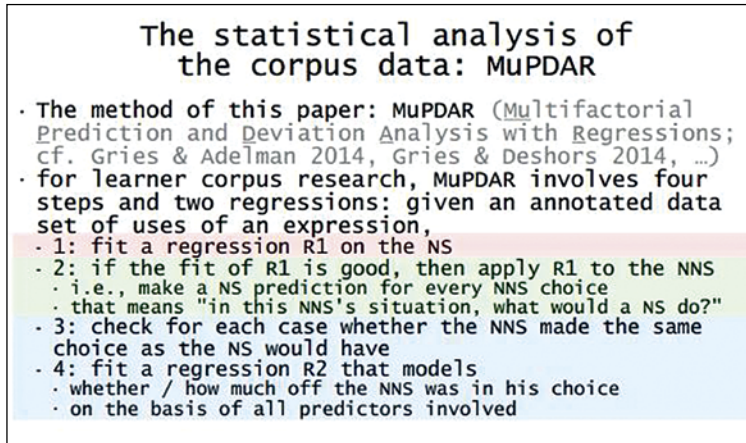 The statistical analysis of
the corpus data: MuPDAR
· The method of this paper: MuPDAR (Multifactorial
Prediction and Deviation Analysis with Regressions;
cf. Gries & Adelman 2014, Gries & Deshors 2014, …)
· for learner corpus research, MuPDAR involves four
steps and two regressions: given an annotated data
set of uses of an expression,
· 1: fit a regression R1 on the NS
· 2: if the fit of R1 is good, then apply R1 to the NNS
· i.e., make a NS prediction for every NNS choice
· that means "in this NNS's situation, what would a NS do?"
· 3: check for each case whether the NNS made the same
choice as the NS would have
· 4: fit a regression R2 that models
· whether / how much off the NNS was in his choice
· on the basis of all predictors involved